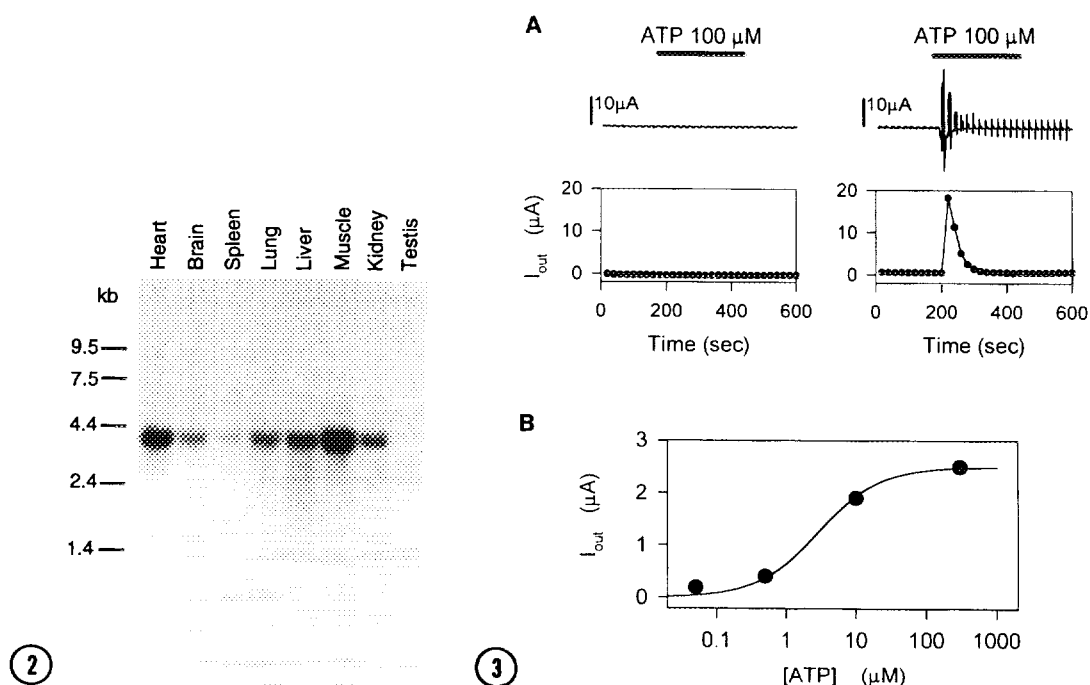 Heart
Brain
Spleen
Lung
Liver
Muscle
Kidney
Testis
kb
9.5
7.5
4.4
2.4
1.4
2
A
ATP 100 μM
10μA
ATP 100 μM
10μA
I_out (μA)
20
10
0
0 200 400 600
Time (sec)
20
10
0
0 200 400 600
Time (sec)
B
I_out (μA)
3
2
1
0
0.1 1 10 100 1000
[ATP] (μM)
3